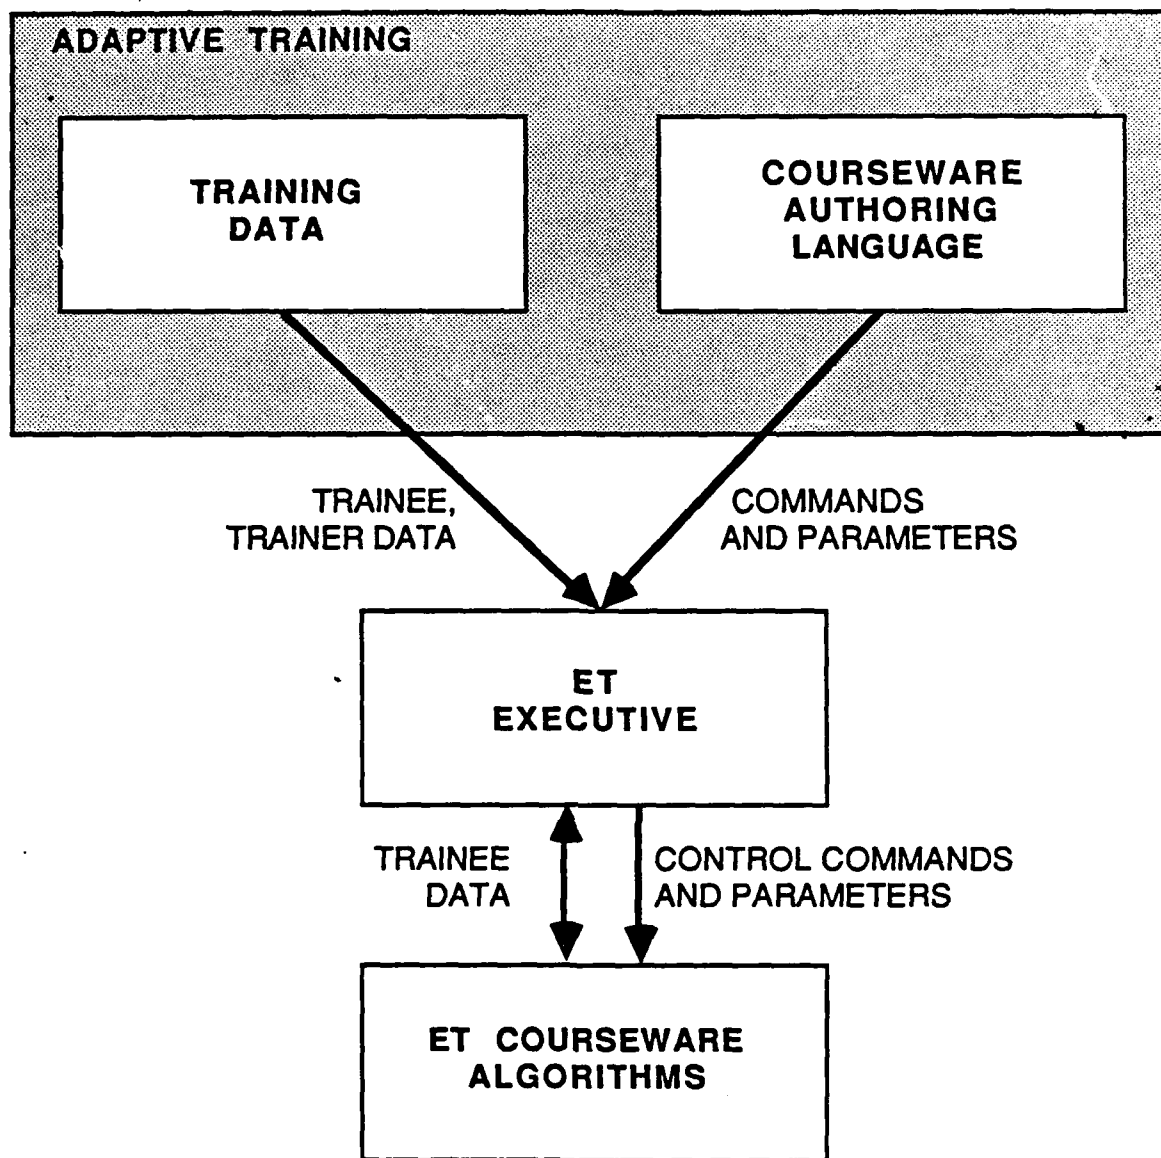 ADAPTIVE TRAINING
TRAINING
DATA
COURSEWARE
AUTHORING
LANGUAGE
TRAINEE,
TRAINER DATA
COMMANDS
AND PARAMETERS
ET
EXECUTIVE
TRAINEE
DATA
CONTROL COMMANDS
AND PARAMETERS
ET COURSEWARE
ALGORITHMS